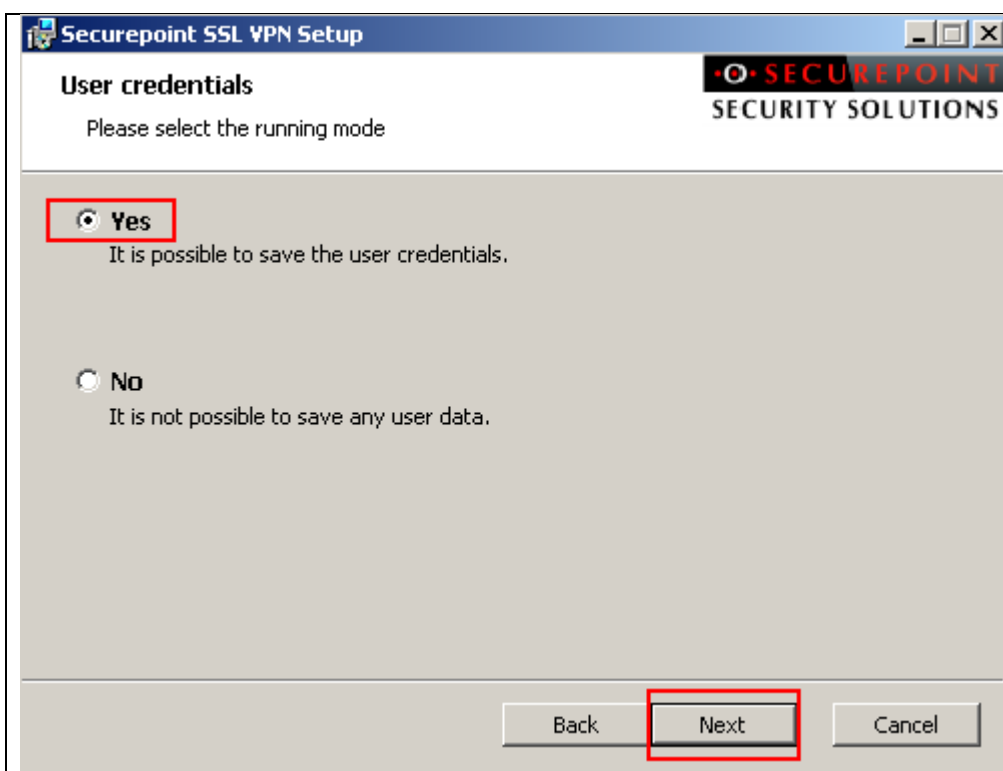 Securepoint SSL VPN Setup
User credentials
Please select the running mode
SECUREPOINT
SECURITY SOLUTIONS
Yes
It is possible to save the user credentials.
No
It is not possible to save any user data.
Back Next Cancel